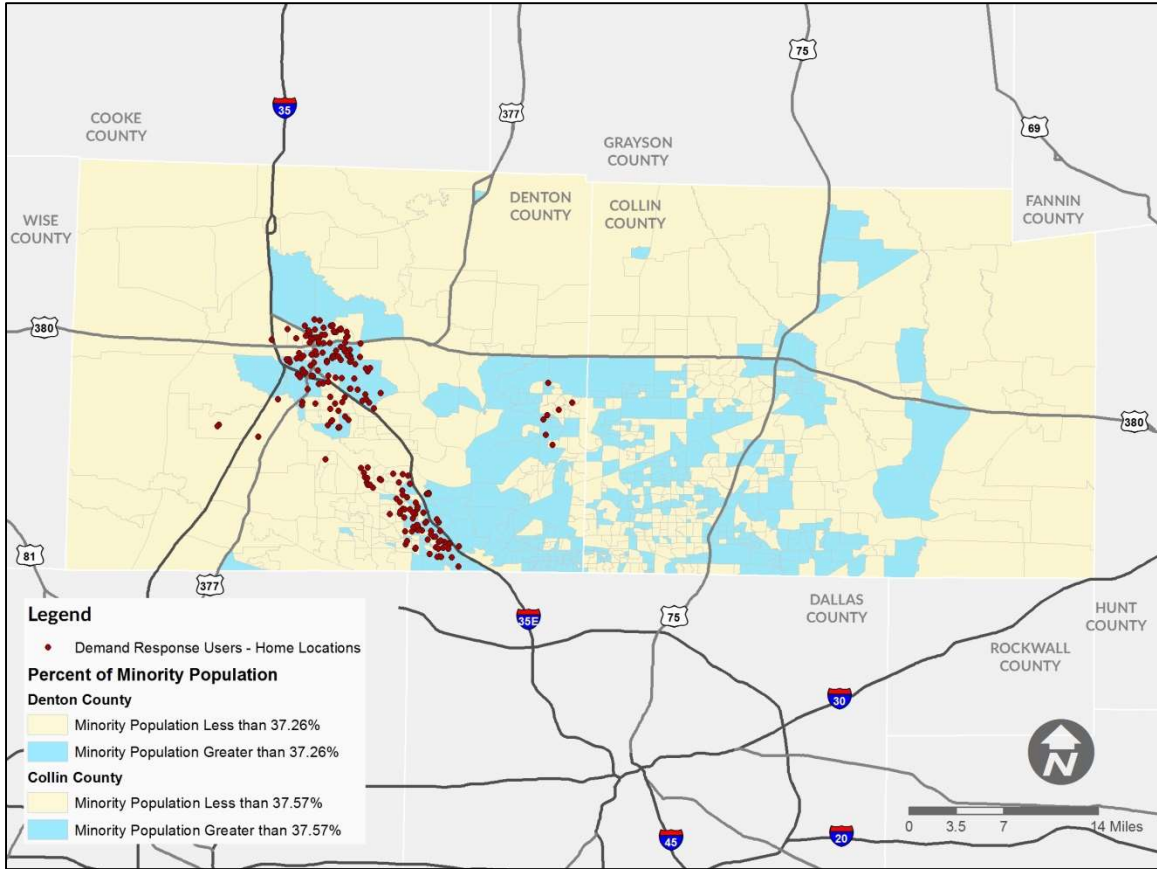 35
75
377
COOKE
COUNTY
69
GRAYSON
COUNTY
DENTON
COUNTY
COLLIN
COUNTY
FANNIN
COUNTY
WISE
COUNTY
380
380
81
377
35E
75
DALLAS
COUNTY
HUNT
COUNTY
ROCKWALL
COUNTY
30
45
20
Legend
Demand Response Users - Home Locations
Percent of Minority Population
Denton County
Minority Population Less than 37.26%
Minority Population Greater than 37.26%
Collin County
Minority Population Less than 37.57%
Minority Population Greater than 37.57%
N
0 3.5 7 14 Miles